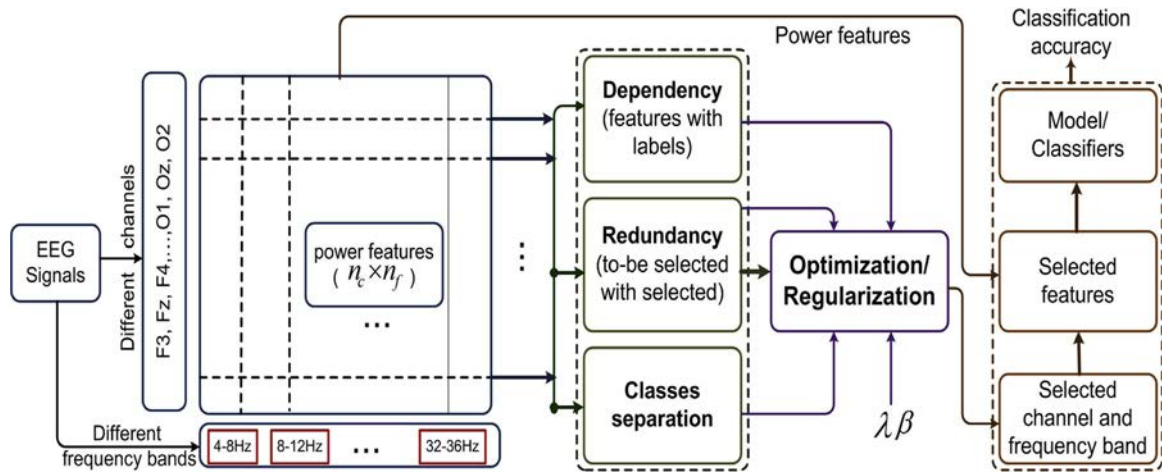 EEG
Signals
Different channels
F3, Fz, F4,...,O1, Oz, O2
Different
frequency bands
4-8Hz
8-12Hz
...
32-36Hz
power features
( n_c×n_f )
...
...
Power features
Dependency
(features with
labels)
Redundancy
(to-be selected
with selected)
Classes
separation
Optimization/
Regularization
λ β
Classification
accuracy
Model/
Classifiers
Selected
features
Selected
channel and
frequency band